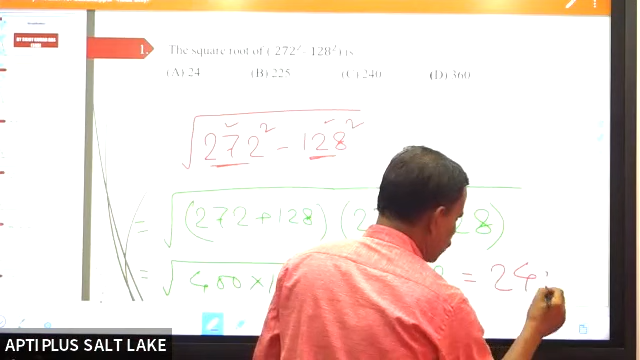 1. The square root of (272² - 128²) is
(A) 24 (B) 225 (C) 240 (D) 360
√272² - 128²
= √(272+128)(2 8)
= √400×1 = 24
APTI PLUS SALT LAKE